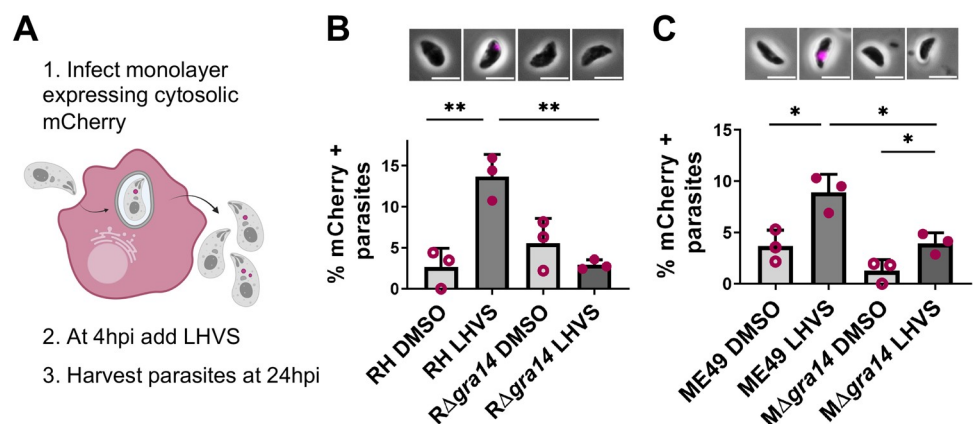 A
1. Infect monolayer
expressing cytosolic
mCherry
2. At 4hpi add LHVS
3. Harvest parasites at 24hpi
B
**
**
% mCherry +
parasites
15
10
5
0
RH DMSO
RH LHVS
RΔgra14 DMSO
RΔgra14 LHVS
C
*
*
*
% mCherry +
parasites
15
10
5
0
ME49 DMSO
ME49 LHVS
MΔgra14 DMSO
MΔgra14 LHVS